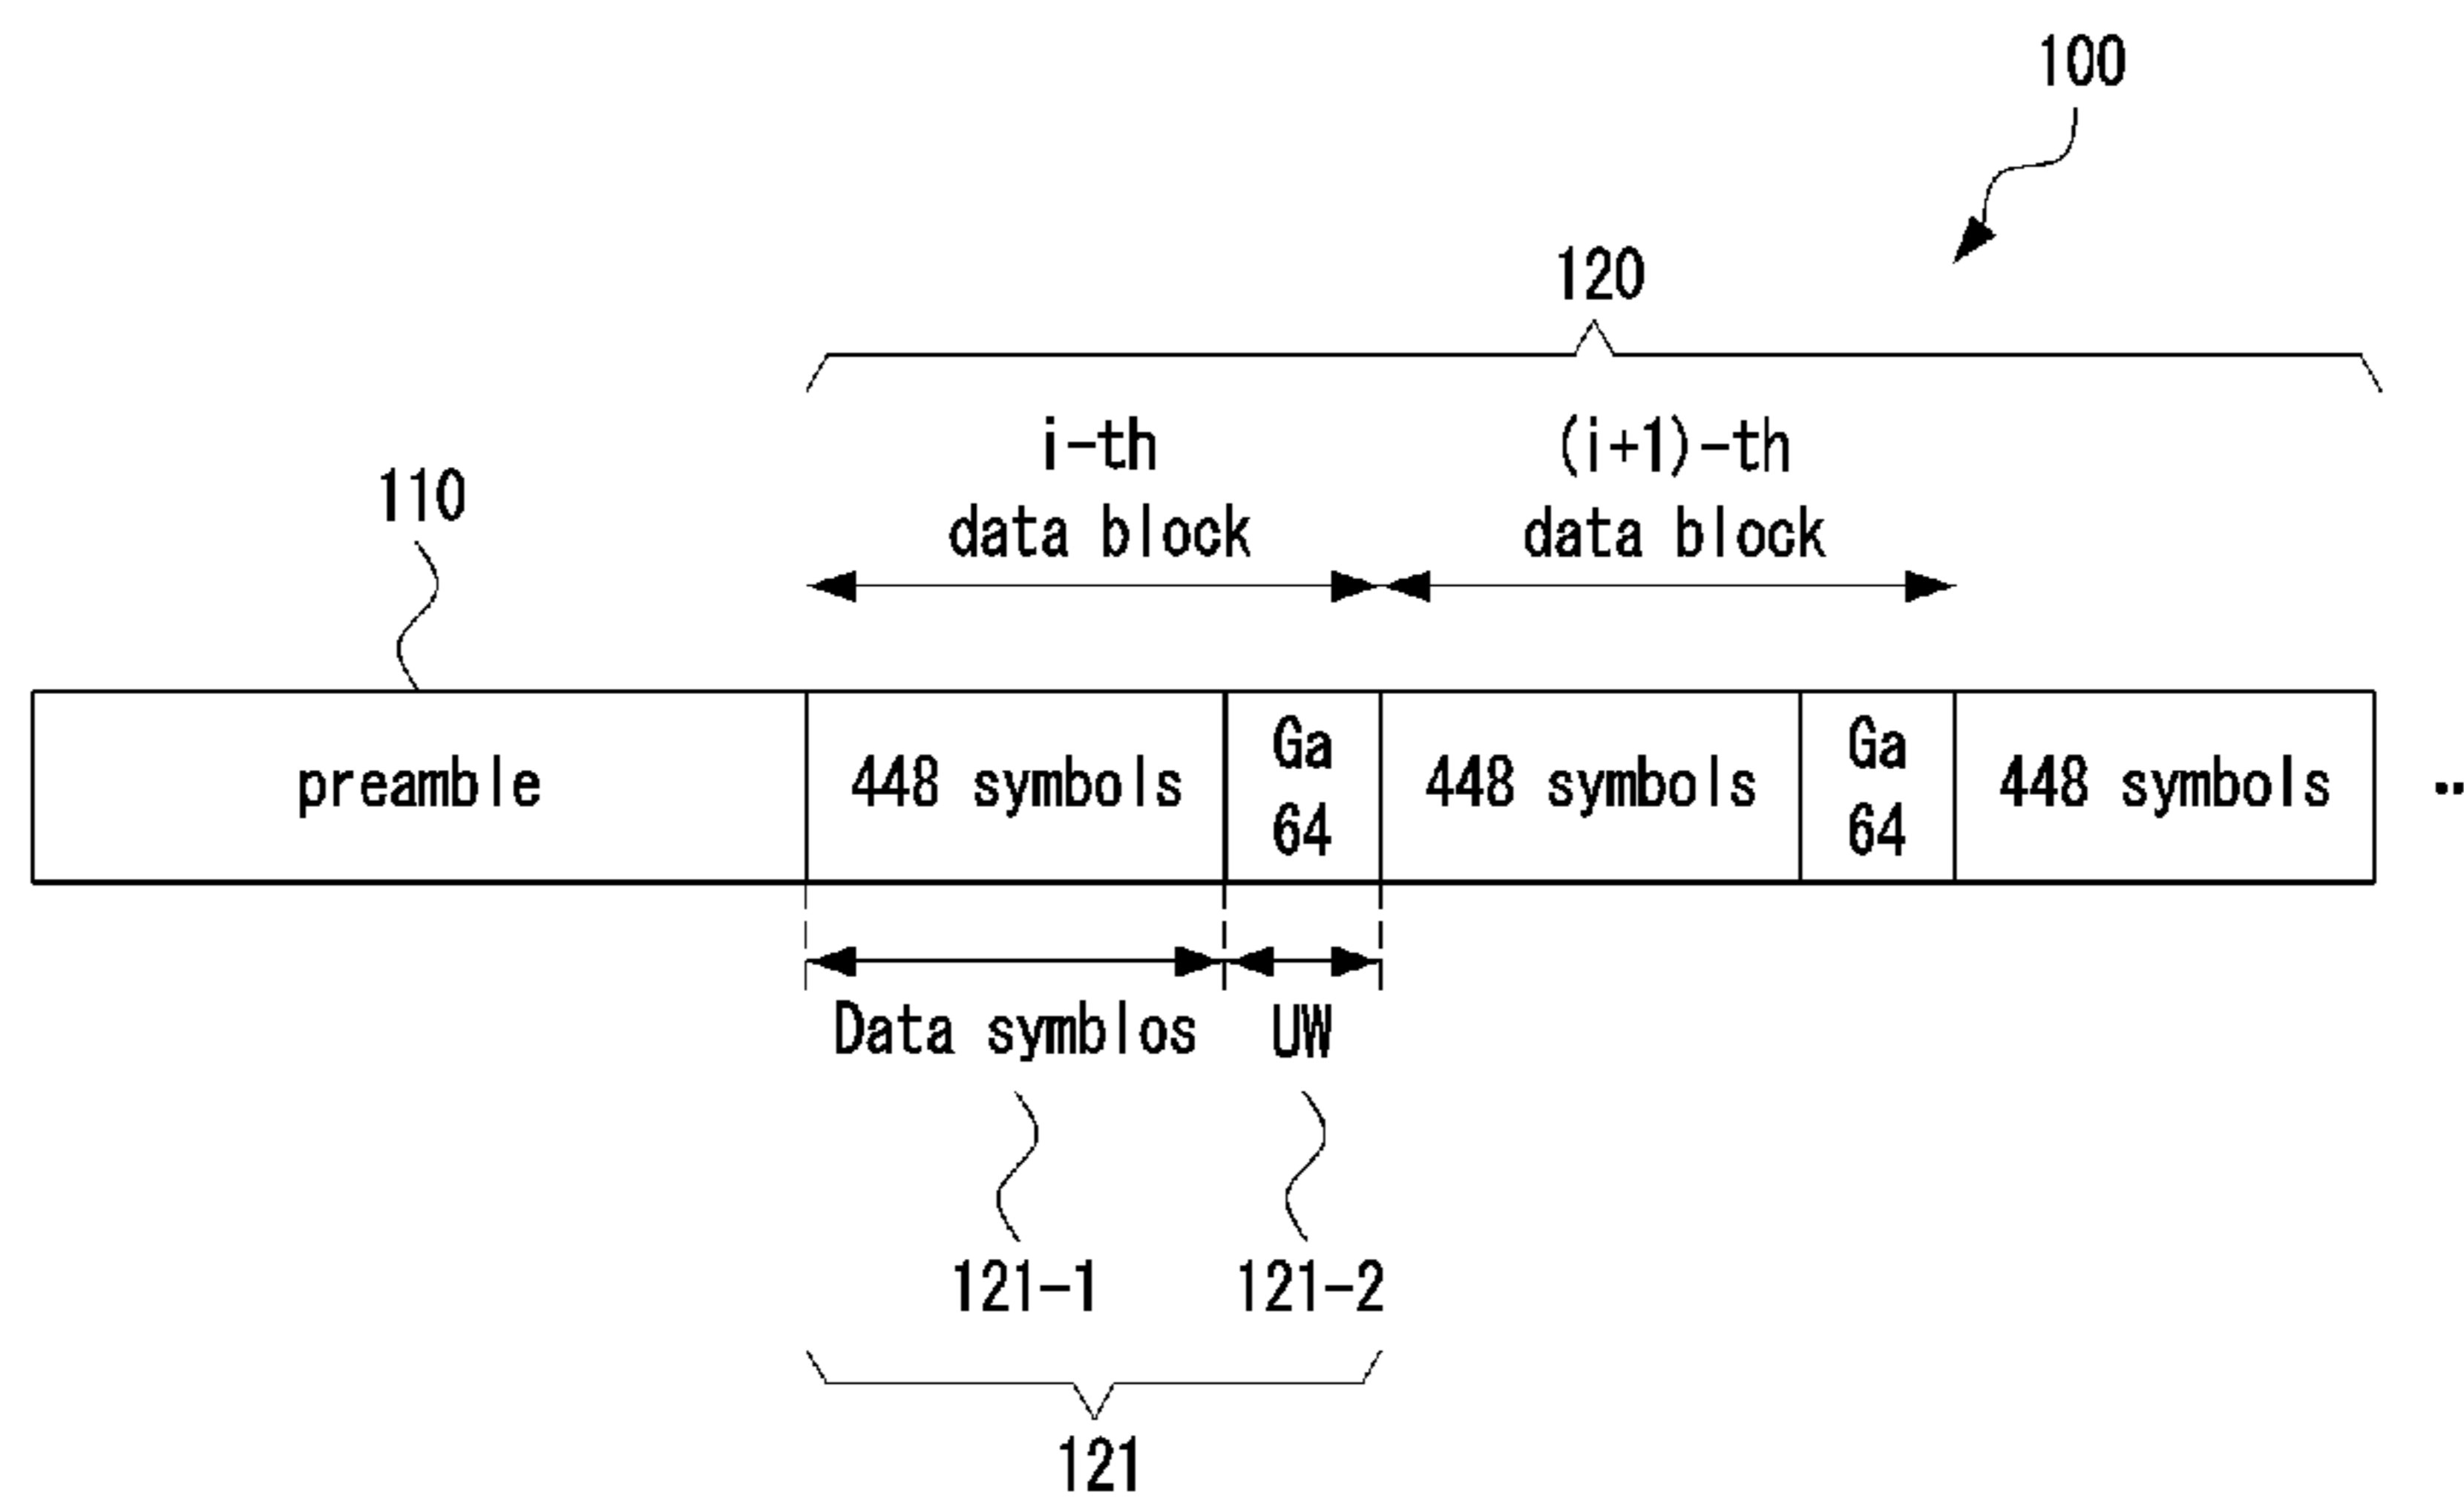 100
120
i-th
data block
(i+1)-th
data block
110
preamble
448 symbols
Ga
64
448 symbols
Ga
64
448 symbols
..
Data symblos
UW
121-1
121-2
121